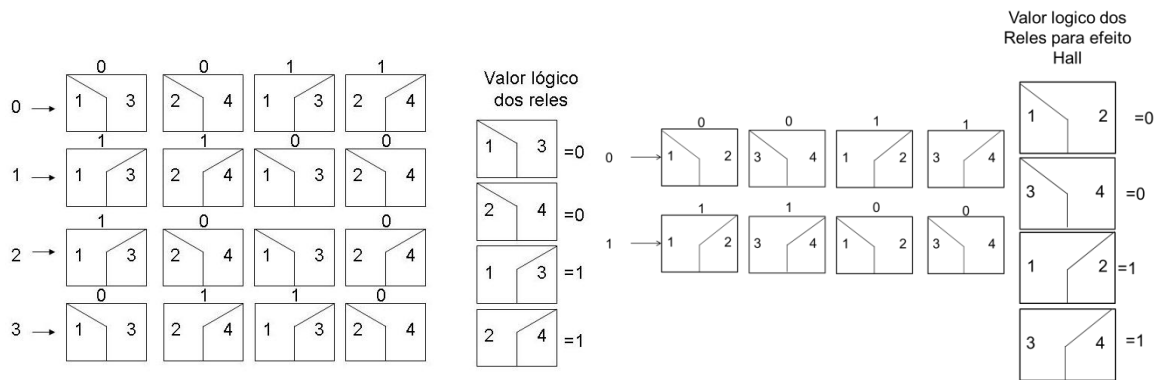 0 0 1 1
0 1 3 2 4 1 3 2 4
1 1 0 0
1 1 3 2 4 1 3 2 4
1 0 0
2 1 3 2 4 1 3 2 4
0 1 1 0
3 1 3 2 4 1 3 2 4
Valor lógico
dos reles
1 3 =0
2 4 =0
1 3 =1
2 4 =1
0 0 1 1
0 1 2 3 4 1 2 3 4
1 1 0 0
1 1 2 3 4 1 2 3 4
Valor logico dos
Reles para efeito
Hall
1 2 =0
3 4 =0
1 2 =1
3 4 =1